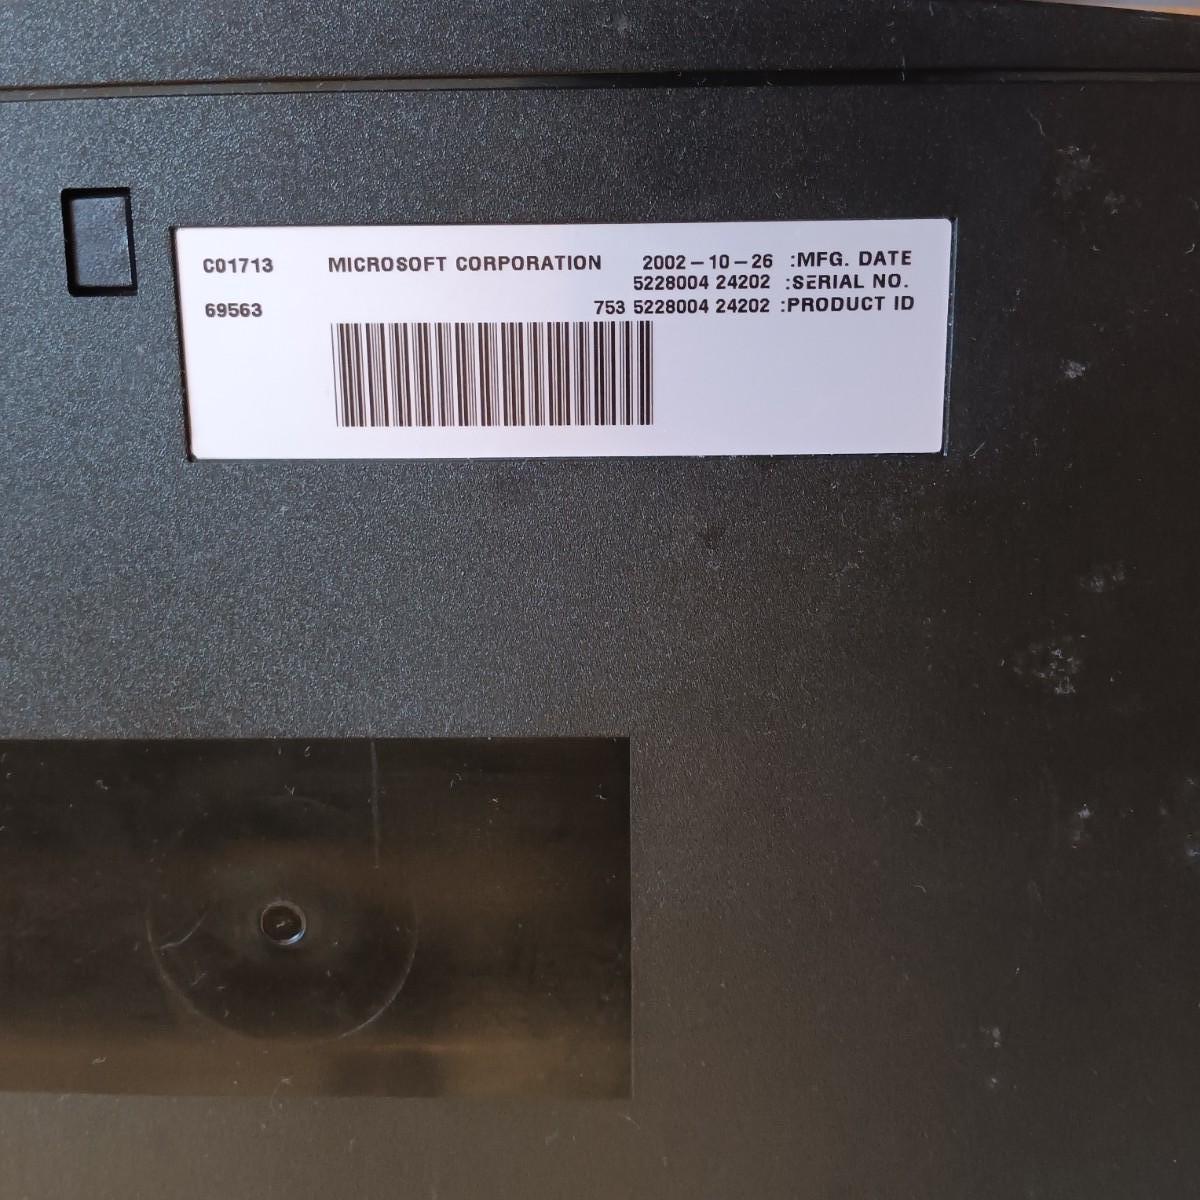 C01713 MICROSOFT CORPORATION 2002-10-26 :MFG. DATE
5228004 24202 :SERIAL NO.
69563 753 5228004 24202 :PRODUCT ID